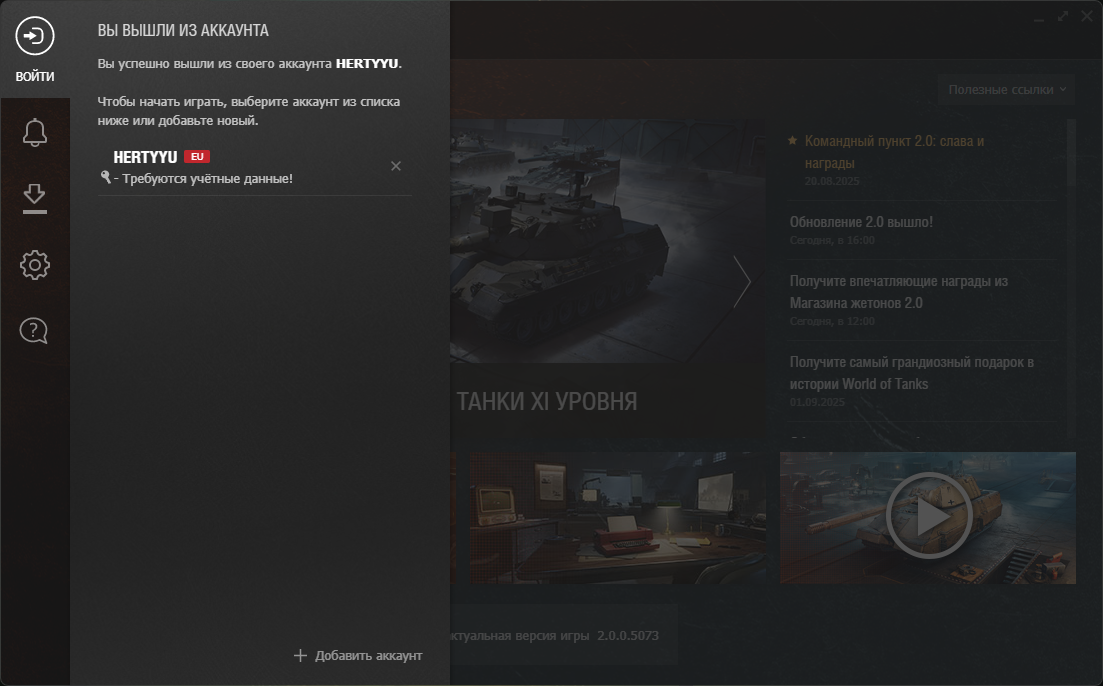 ВЫ ВЫШЛИ ИЗ АККАУНТА
ВОЙТИ
Вы успешно вышли из своего аккаунта HERTYYU.
Чтобы начать играть, выберите аккаунт из списка
ниже или добавьте новый.
HERTYYU EU
- Требуются учётные данные!
Добавить аккаунт
Полезные ссылки
Командный пункт 2.0: слава и
награды
20.08.2025
Обновление 2.0 вышло!
Сегодня, в 16:00
Получите впечатляющие награды из
Магазина жетонов 2.0
Сегодня, в 12:00
Получите самый грандиозный подарок в
истории World of Tanks
01.09.2025
ТАНКИ XI УРОВНЯ
ктуальная версия игры 2.0.0.5073